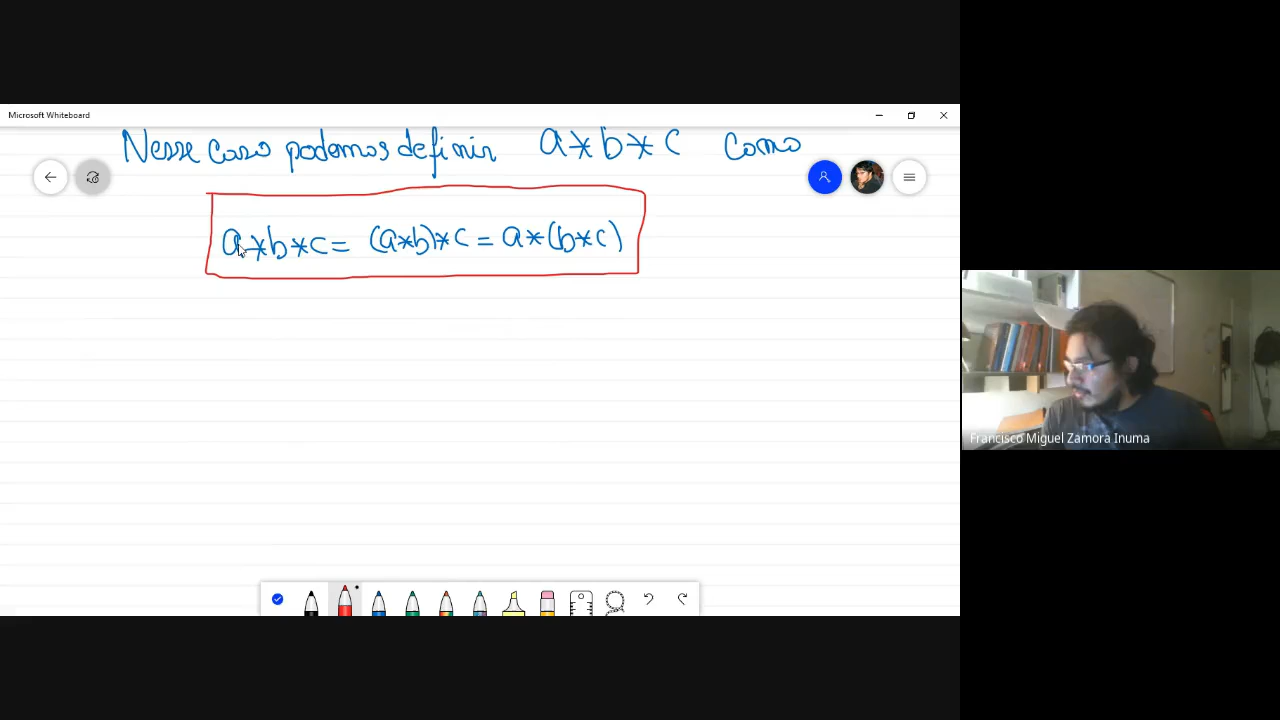 Microsoft Whiteboard
Nesse caso podemos definir a * b * c como
a * b * c = (a * b) * c = a * (b * c)
Francisco Miguel Zamora Inuma